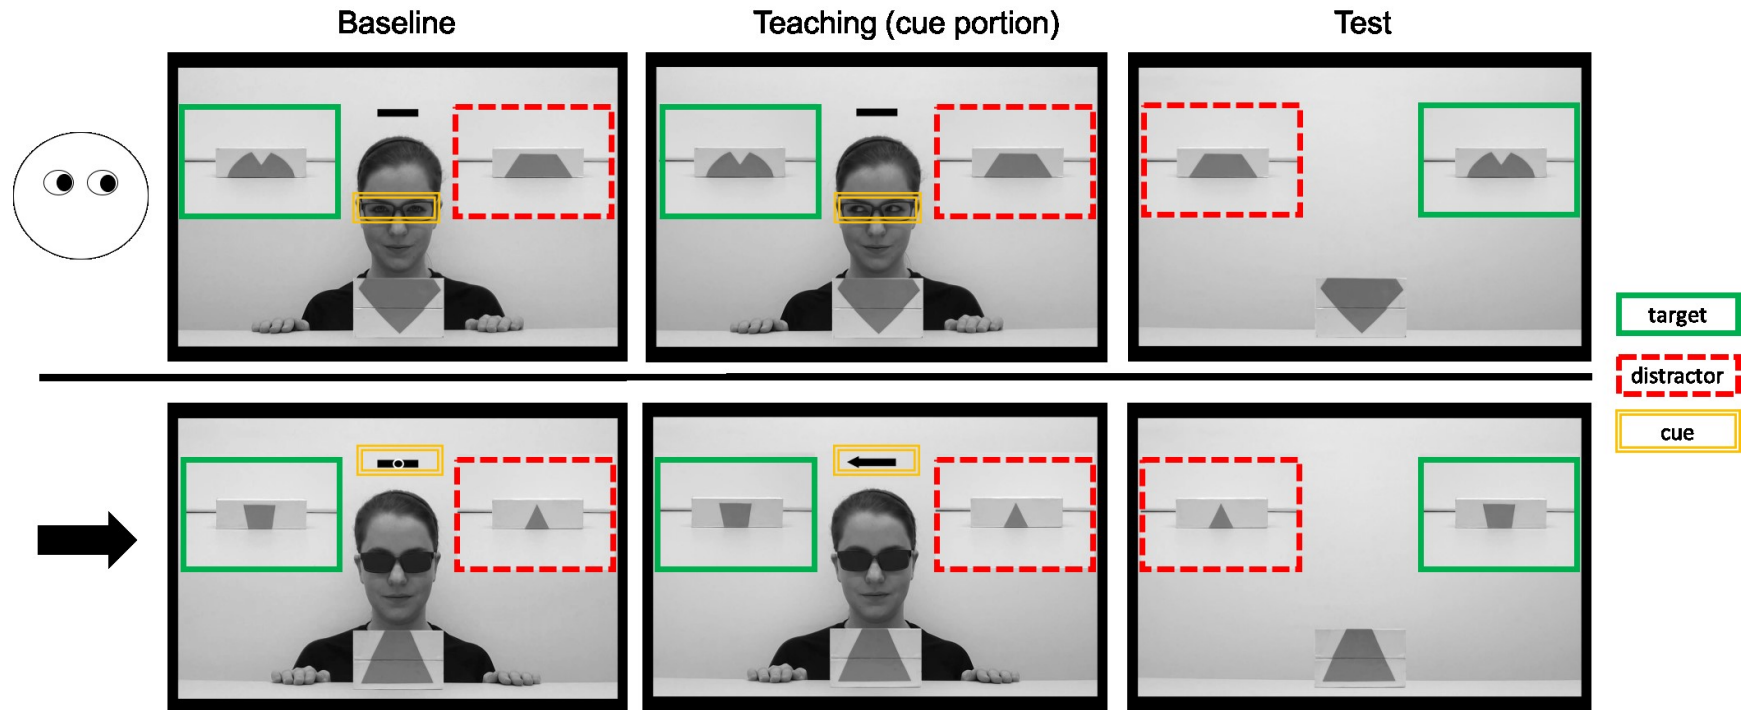 Baseline
Teaching (cue portion)
Test
target
distractor
cue